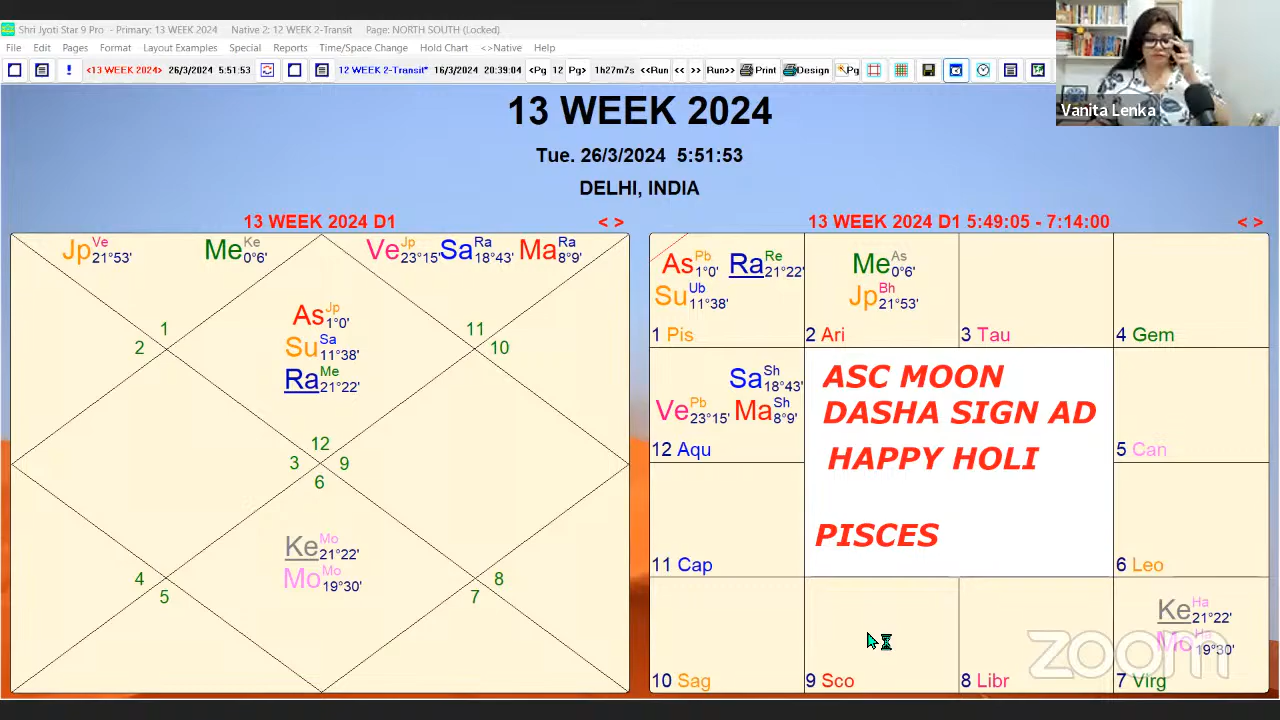 Shri Jyoti Star 9 Pro - Primary: 13 WEEK 2024 Native 2: 12 WEEK 2-Transit Page: NORTH SOUTH (Locked)
File Edit Pages Format Layout Examples Special Reports Time/Space Change Hold Chart <>Native Help
! <13 WEEK 2024> 26/3/2024 5:51:53 12 WEEK 2-Transit* 16/3/2024 20:39:04 <Pg 12 Pg> 1h27m7s <<Run << >> Run>> Print Design Pg
Vanita Lenka
13 WEEK 2024
Tue. 26/3/2024 5:51:53
DELHI, INDIA
13 WEEK 2024 D1 < >
Jp Ve 21°53' Me Ke 0°6' Ve Jp 23°15' Sa Ra 18°43' Ma Ra 8°9'
As Jp 1°0'
Su Sa 11°38'
Ra Me 21°22'
1 11
2 10
12
3 9
6
Ke Mo 21°22'
Mo Mo 19°30'
4 8
5 7
13 WEEK 2024 D1 5:49:05 - 7:14:00 < >
As Pb 1°0' Ra Re 21°22' Me As 0°6'
Su Ub 11°38' Jp Bh 21°53'
1 Pis 2 Ari 3 Tau 4 Gem
Sa Sh 18°43'
Ve Pb 23°15' Ma Sh 8°9'
12 Aqu 5 Can
ASC MOON
DASHA SIGN AD
HAPPY HOLI
PISCES
11 Cap 6 Leo
Ke Ha 21°22'
Mo Ha 19°30'
10 Sag 9 Sco 8 Libr 7 Virg
zoom